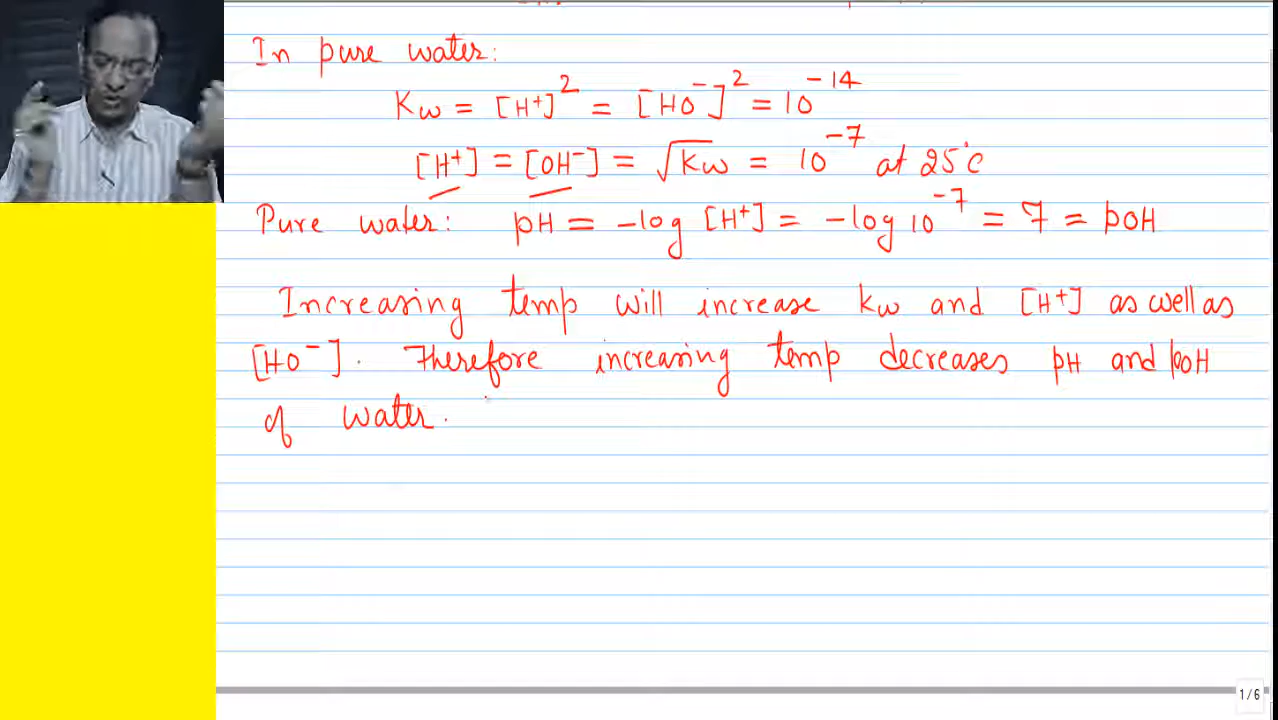 In pure water:
Kw = [H⁺]² = [HO⁻]² = 10⁻¹⁴
[H⁺] = [OH⁻] = √Kw = 10⁻⁷ at 25°C
Pure water: pH = -log [H⁺] = -log 10⁻⁷ = 7 = pOH
Increasing temp will increase Kw and [H⁺] as well as
[HO⁻]. Therefore increasing temp decreases pH and pOH
of water.
1/6